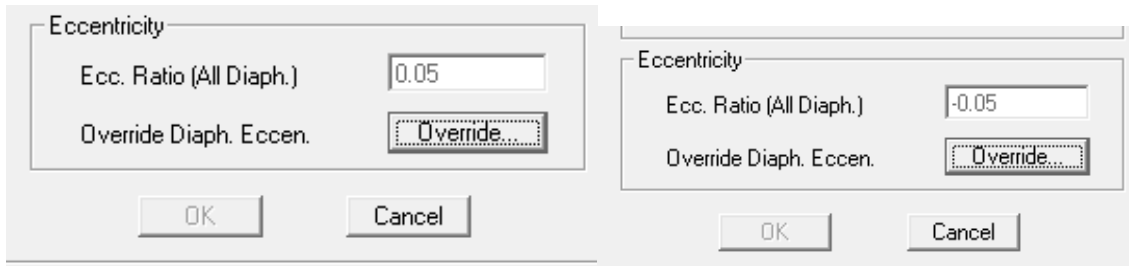 Eccentricity
Ecc. Ratio (All Diaph.) 0.05
Override Diaph. Eccen. Override...
OK Cancel
Eccentricity
Ecc. Ratio (All Diaph.) -0.05
Override Diaph. Eccen. Override...
OK Cancel